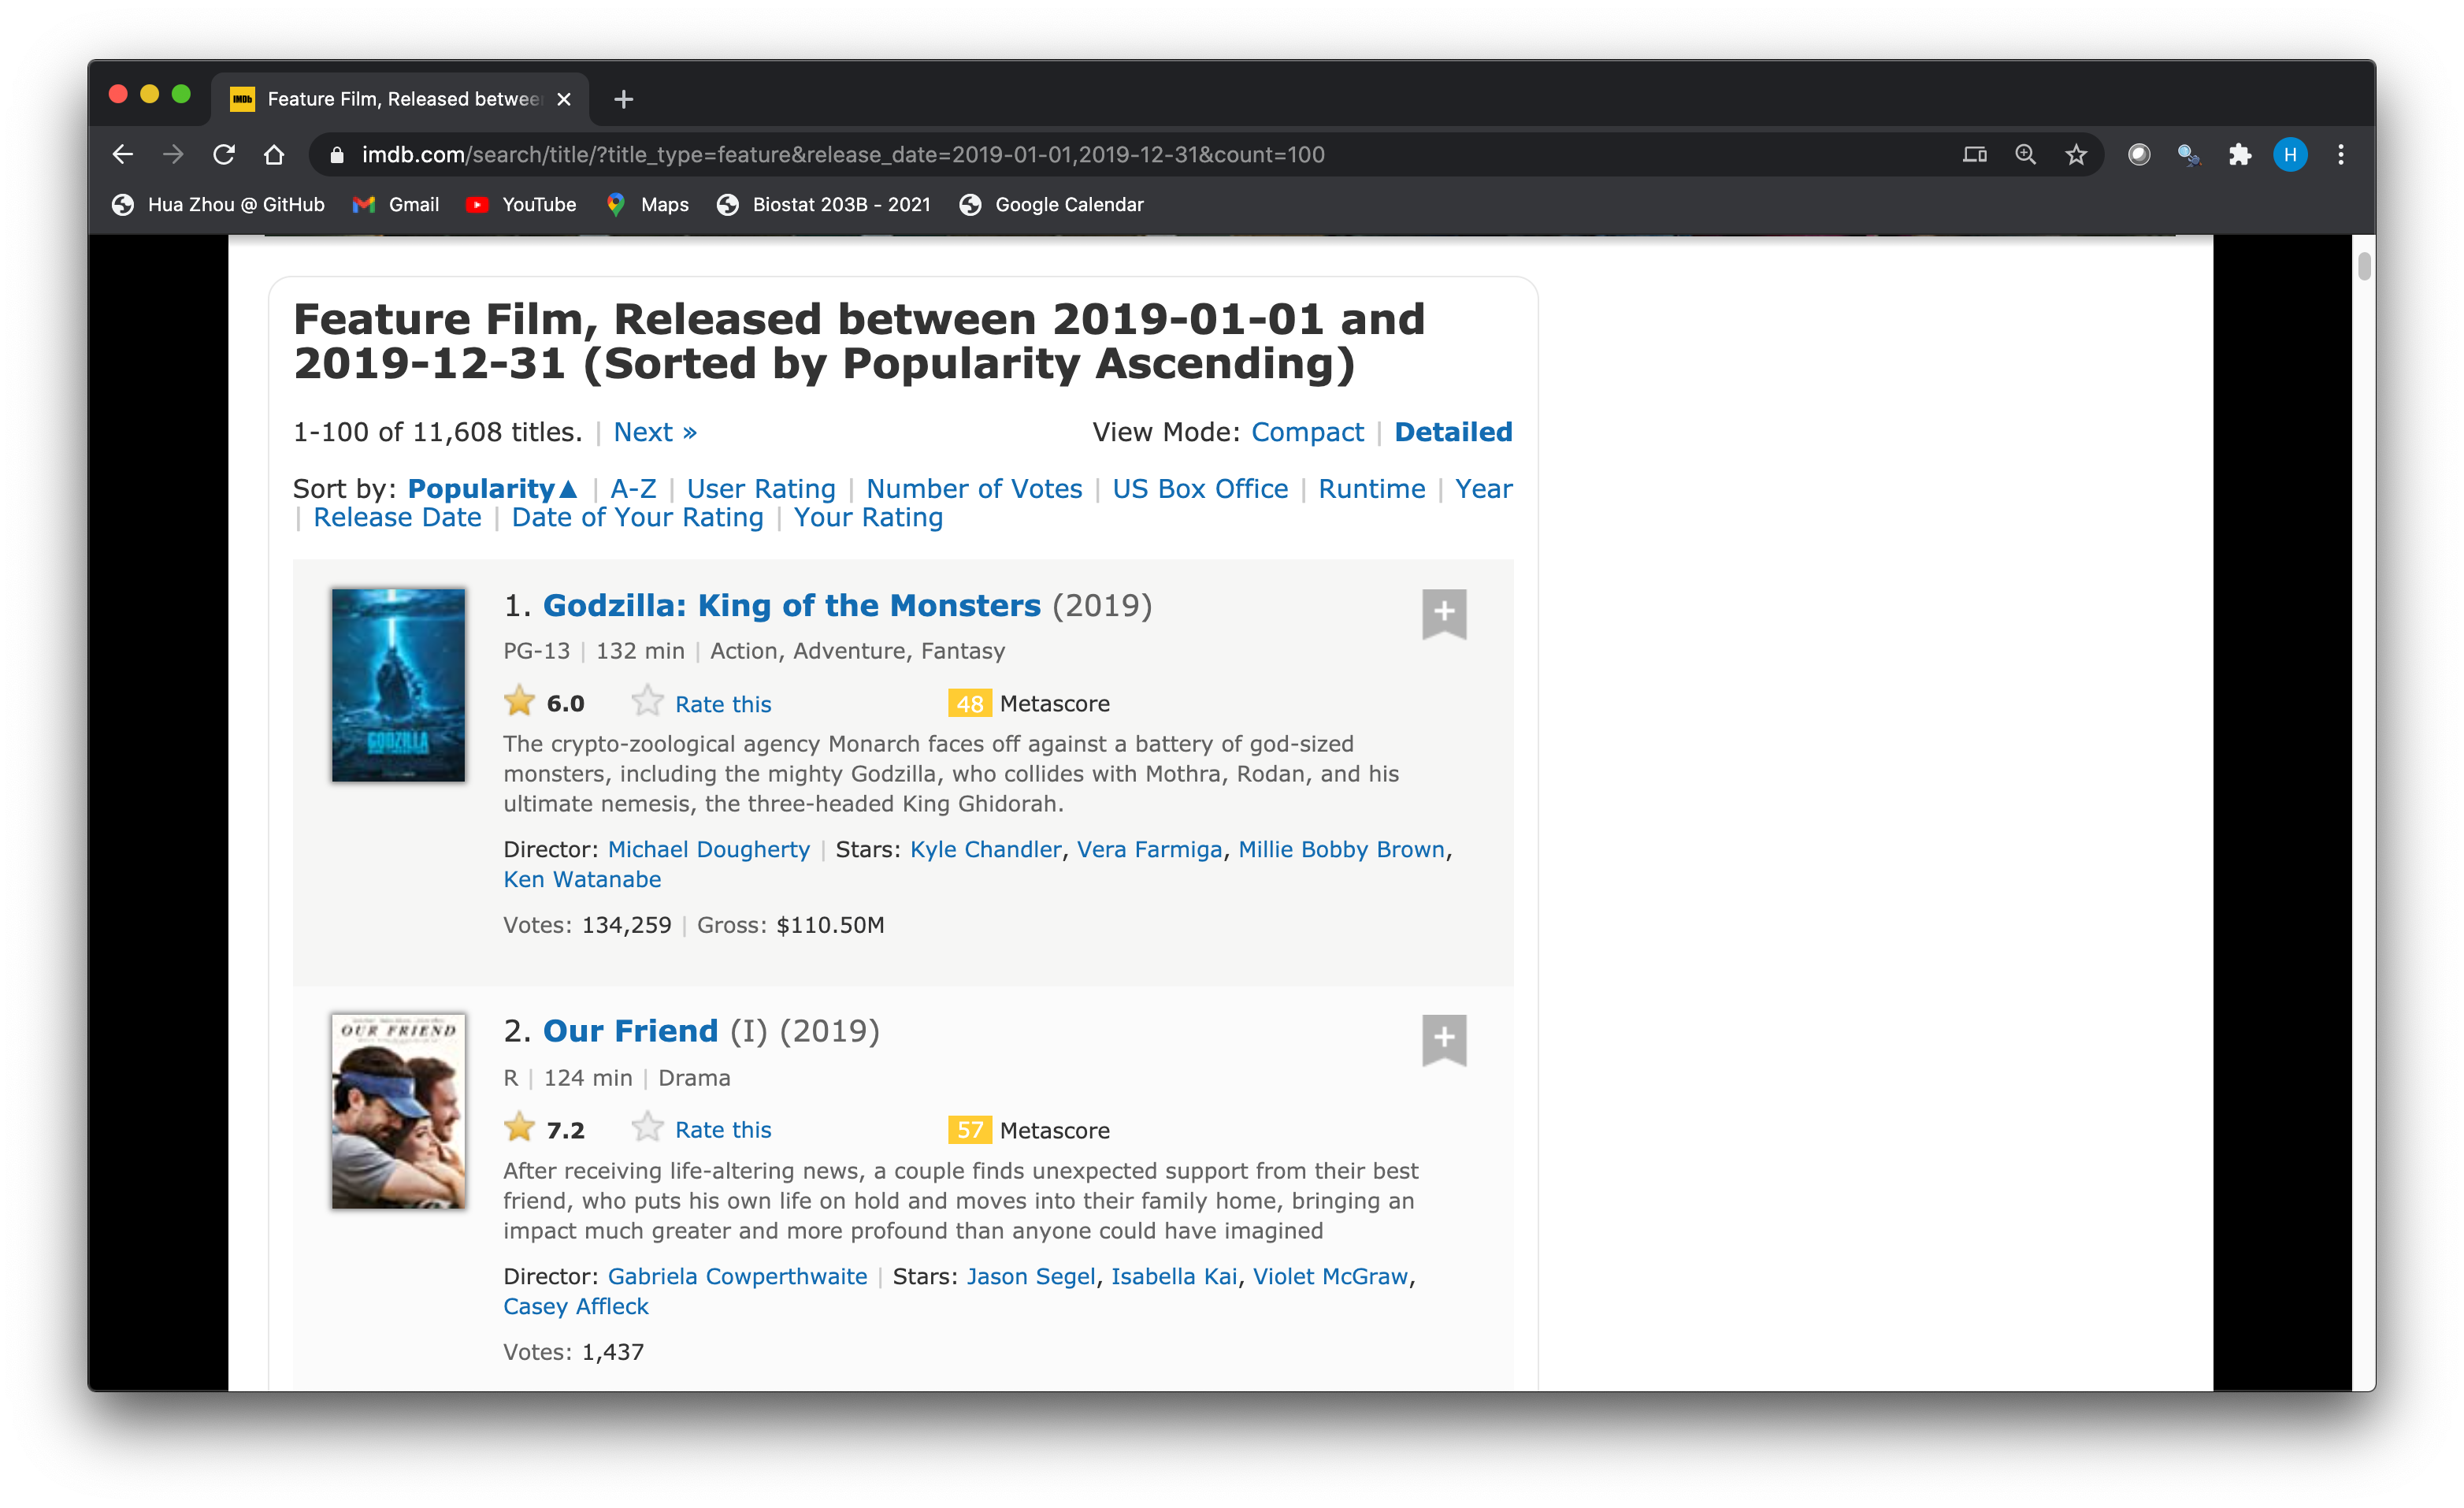 IMDb Feature Film, Released betwee
imdb.com/search/title/?title_type=feature&release_date=2019-01-01,2019-12-31&count=100
H
Hua Zhou @ GitHub Gmail YouTube Maps Biostat 203B - 2021 Google Calendar
Feature Film, Released between 2019-01-01 and
2019-12-31 (Sorted by Popularity Ascending)
1-100 of 11,608 titles. | Next » View Mode: Compact | Detailed
Sort by: Popularity▲ | A-Z | User Rating | Number of Votes | US Box Office | Runtime | Year
| Release Date | Date of Your Rating | Your Rating
GODZILLA
1. Godzilla: King of the Monsters (2019)
PG-13 | 132 min | Action, Adventure, Fantasy
6.0 Rate this 48 Metascore
The crypto-zoological agency Monarch faces off against a battery of god-sized
monsters, including the mighty Godzilla, who collides with Mothra, Rodan, and his
ultimate nemesis, the three-headed King Ghidorah.
Director: Michael Dougherty | Stars: Kyle Chandler, Vera Farmiga, Millie Bobby Brown,
Ken Watanabe
Votes: 134,259 | Gross: $110.50M
OUR FRIEND
2. Our Friend (I) (2019)
R | 124 min | Drama
7.2 Rate this 57 Metascore
After receiving life-altering news, a couple finds unexpected support from their best
friend, who puts his own life on hold and moves into their family home, bringing an
impact much greater and more profound than anyone could have imagined
Director: Gabriela Cowperthwaite | Stars: Jason Segel, Isabella Kai, Violet McGraw,
Casey Affleck
Votes: 1,437